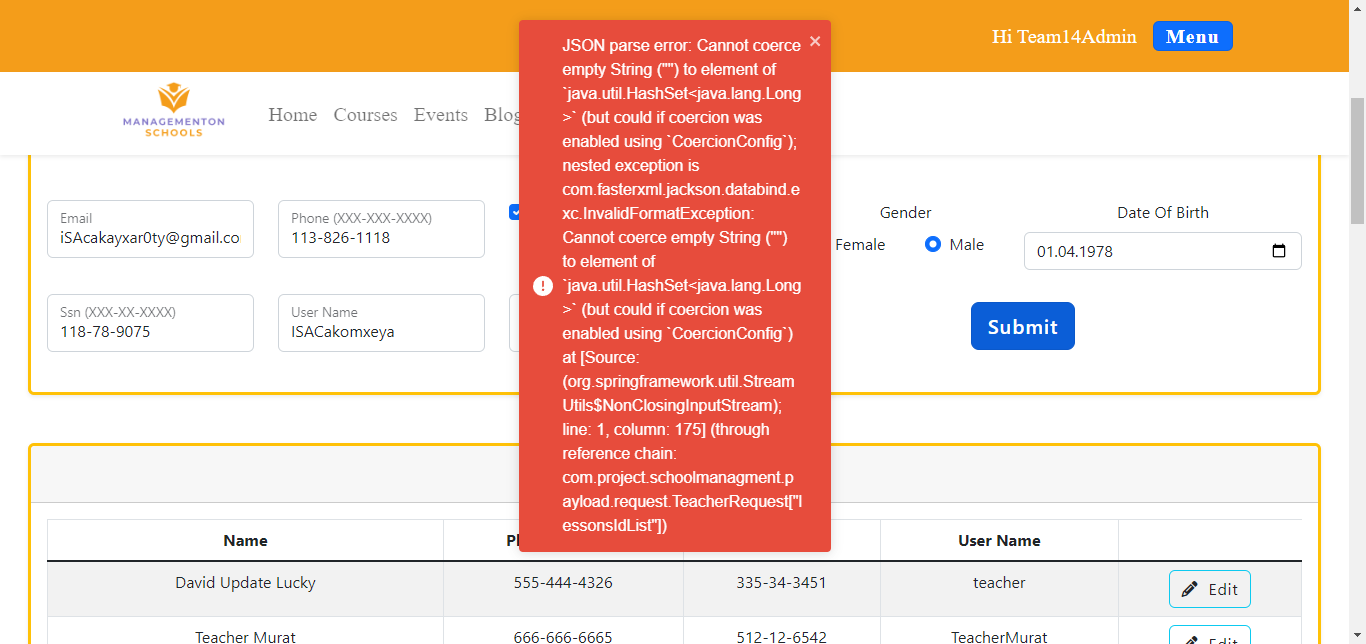 Hi Team14Admin
Menu
MANAGEMENTON
SCHOOLS
Home Courses Events Blog
JSON parse error: Cannot coerce
empty String ("") to element of
`java.util.HashSet<java.lang.Long
>` (but could if coercion was
enabled using `CoercionConfig`);
nested exception is
com.fasterxml.jackson.databind.e
xc.InvalidFormatException:
Cannot coerce empty String ("")
to element of
`java.util.HashSet<java.lang.Long
>` (but could if coercion was
enabled using `CoercionConfig`)
at [Source:
(org.springframework.util.Stream
Utils$NonClosingInputStream);
line: 1, column: 175] (through
reference chain:
com.project.schoolmanagment.p
ayload.request.TeacherRequest["l
essonsIdList"])
Email
iSAcakayxar0ty@gmail.co
Phone (XXX-XXX-XXXX)
113-826-1118
Gender
Female Male
Date Of Birth
01.04.1978
Ssn (XXX-XX-XXXX)
118-78-9075
User Name
ISACakomxeya
Submit
Name User Name
David Update Lucky 555-444-4326 335-34-3451 teacher Edit
Teacher Murat 666-666-6665 512-12-6542 TeacherMurat Edit